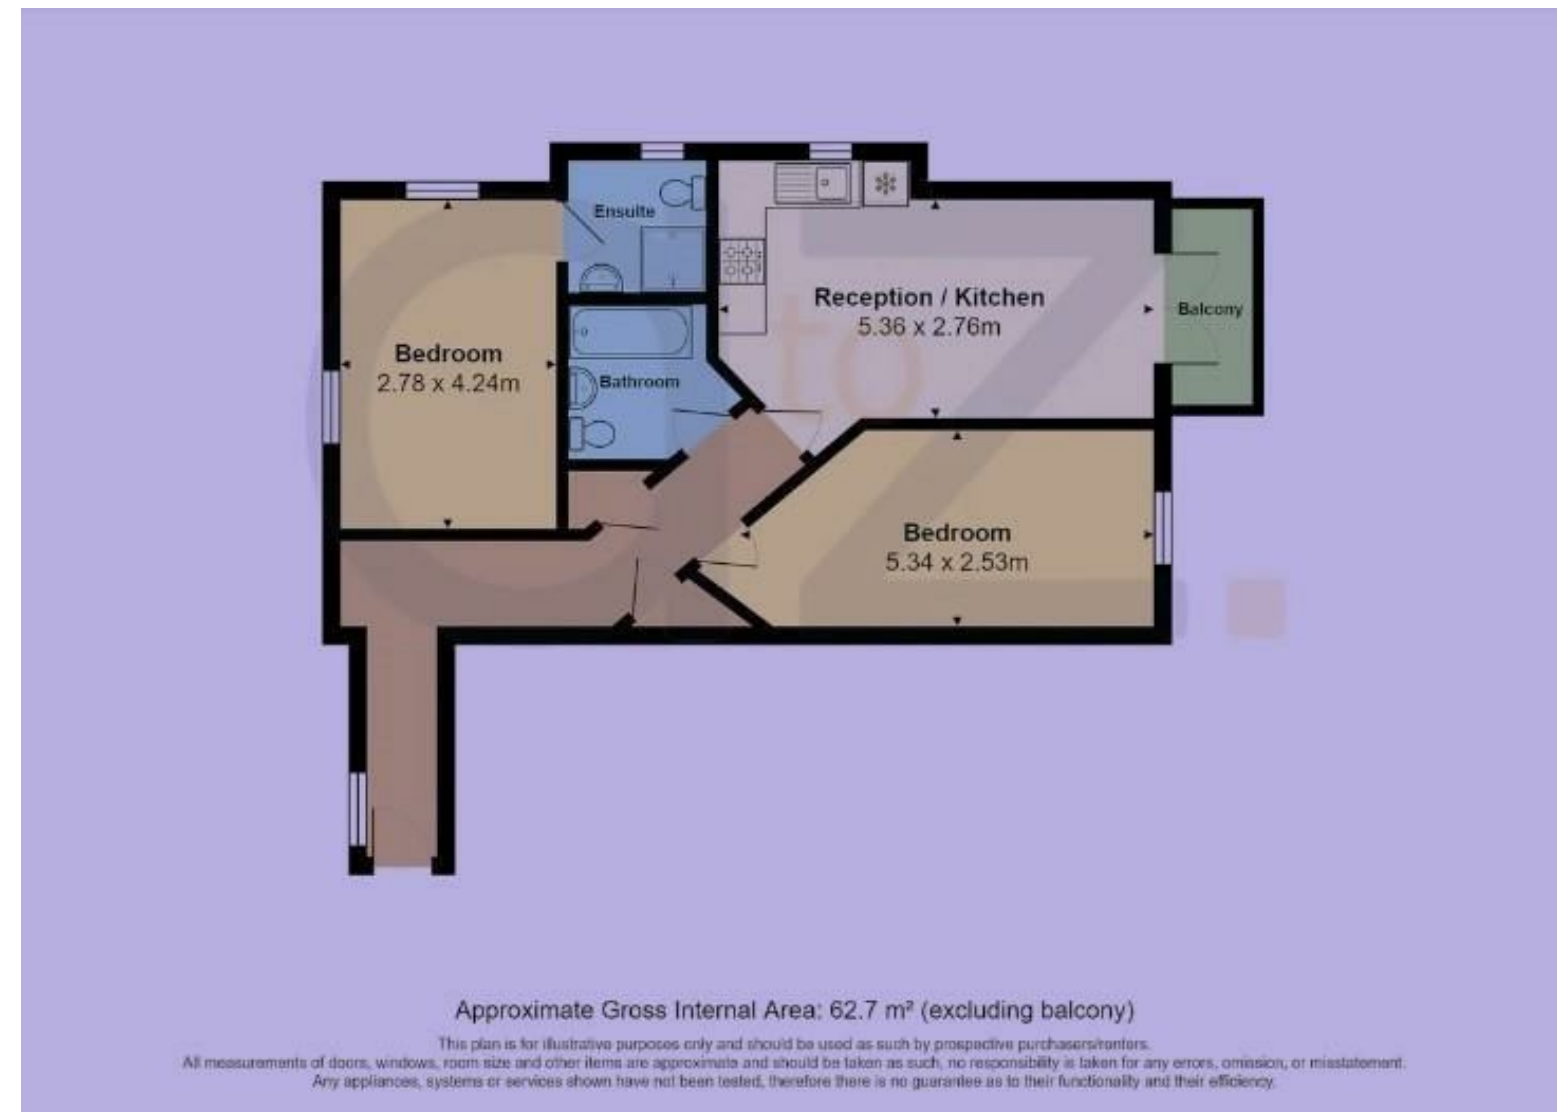 Ensuite
Reception / Kitchen
5.36 x 2.76m
Balcony
Bedroom
2.78 x 4.24m
Bathroom
Bedroom
5.34 x 2.53m
to
Approximate Gross Internal Area: 62.7 m² (excluding balcony)
This plan is for illustrative purposes only and should be used as such by prospective purchasers/renters.
All measurements of doors, windows, room size and other items are approximate and should be taken as such, no responsibility is taken for any errors, omission, or misstatement.
Any appliances, systems or services shown have not been tested, therefore there is no guarantee as to their functionality and their efficiency.